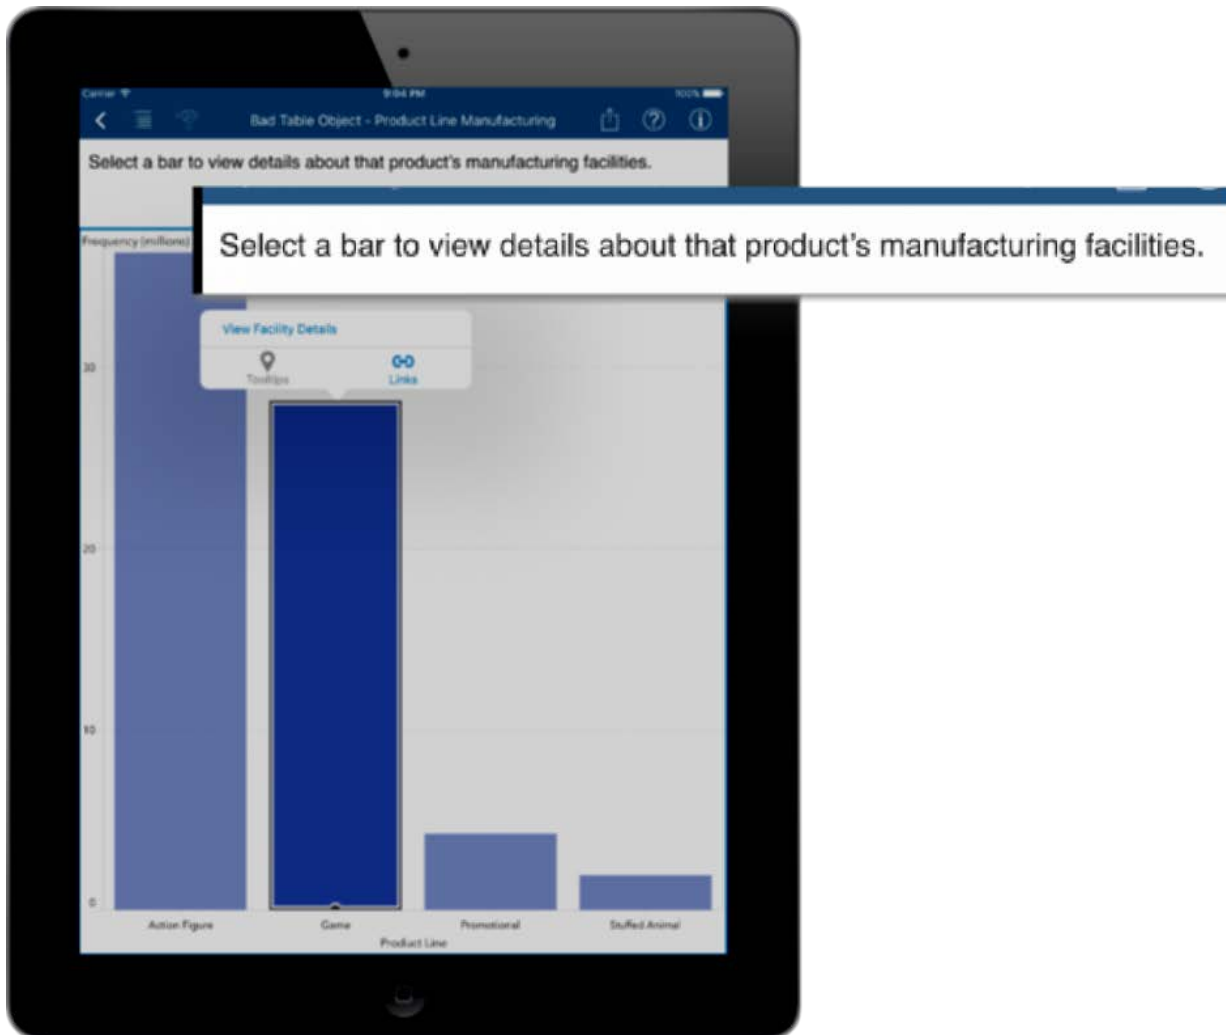 Carrier
9:04 PM
100%
Bad Table Object - Product Line Manufacturing
Select a bar to view details about that product's manufacturing facilities.
Select a bar to view details about that product's manufacturing facilities.
Frequency (millions)
View Facility Details
Tooltips
Links
30
20
10
0
Action Figure
Game
Promotional
Stuffed Animal
Product Line